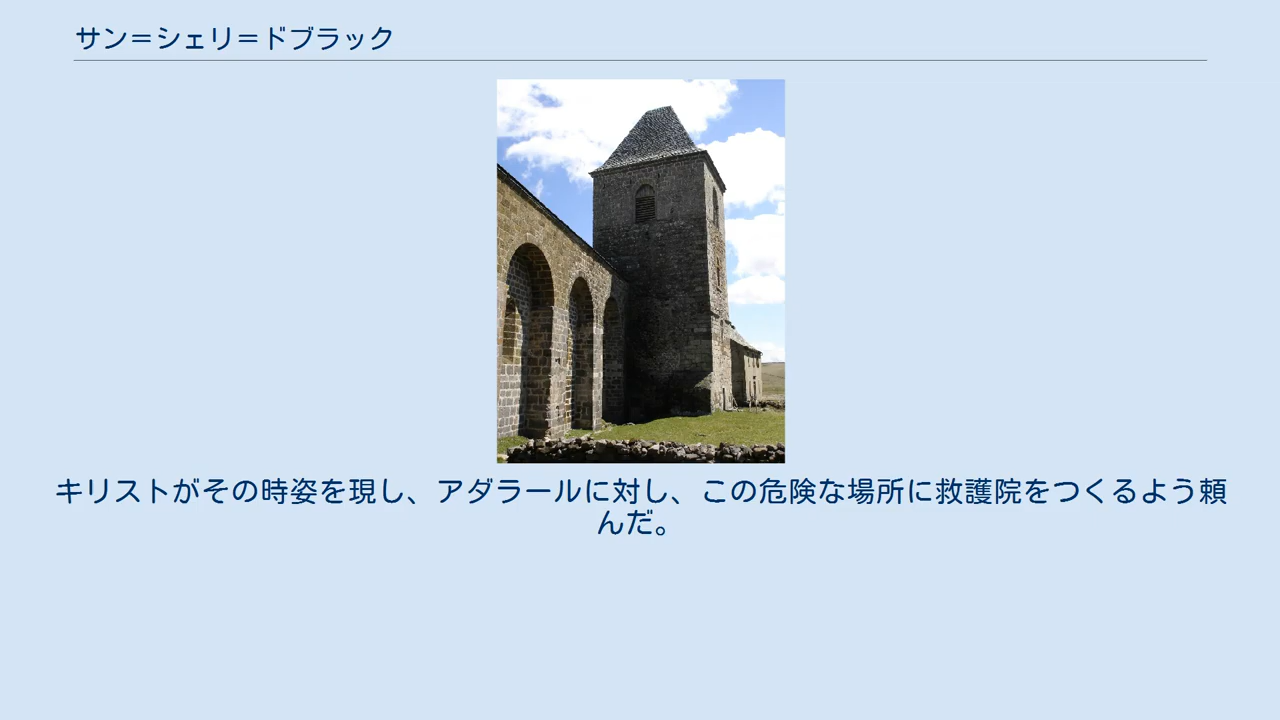 サン＝シェリ＝ドブラック
キリストがその時姿を現し、アダラールに対し、この危険な場所に救護院をつくるよう頼
んだ。